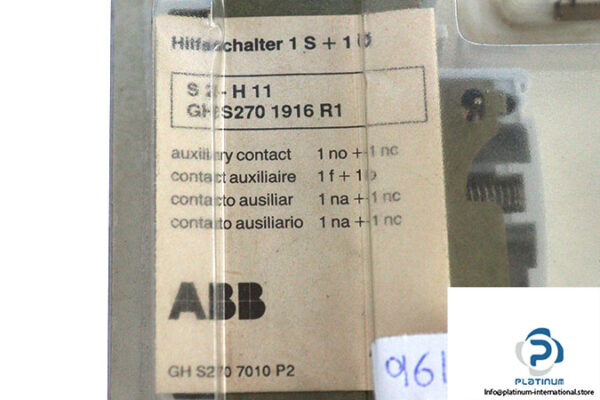 Hilfsschalter 1 S + 1 Ö
S 2 - H 11
GH S270 1916 R1
auxiliary contact 1 no + 1 nc
contact auxiliaire 1 f + 1 o
contacto auxiliar 1 na + 1 nc
contatto ausiliario 1 na + 1 nc
ABB
GH S270 7010 P2
961
PLATINUM
Info@platinum-international.store